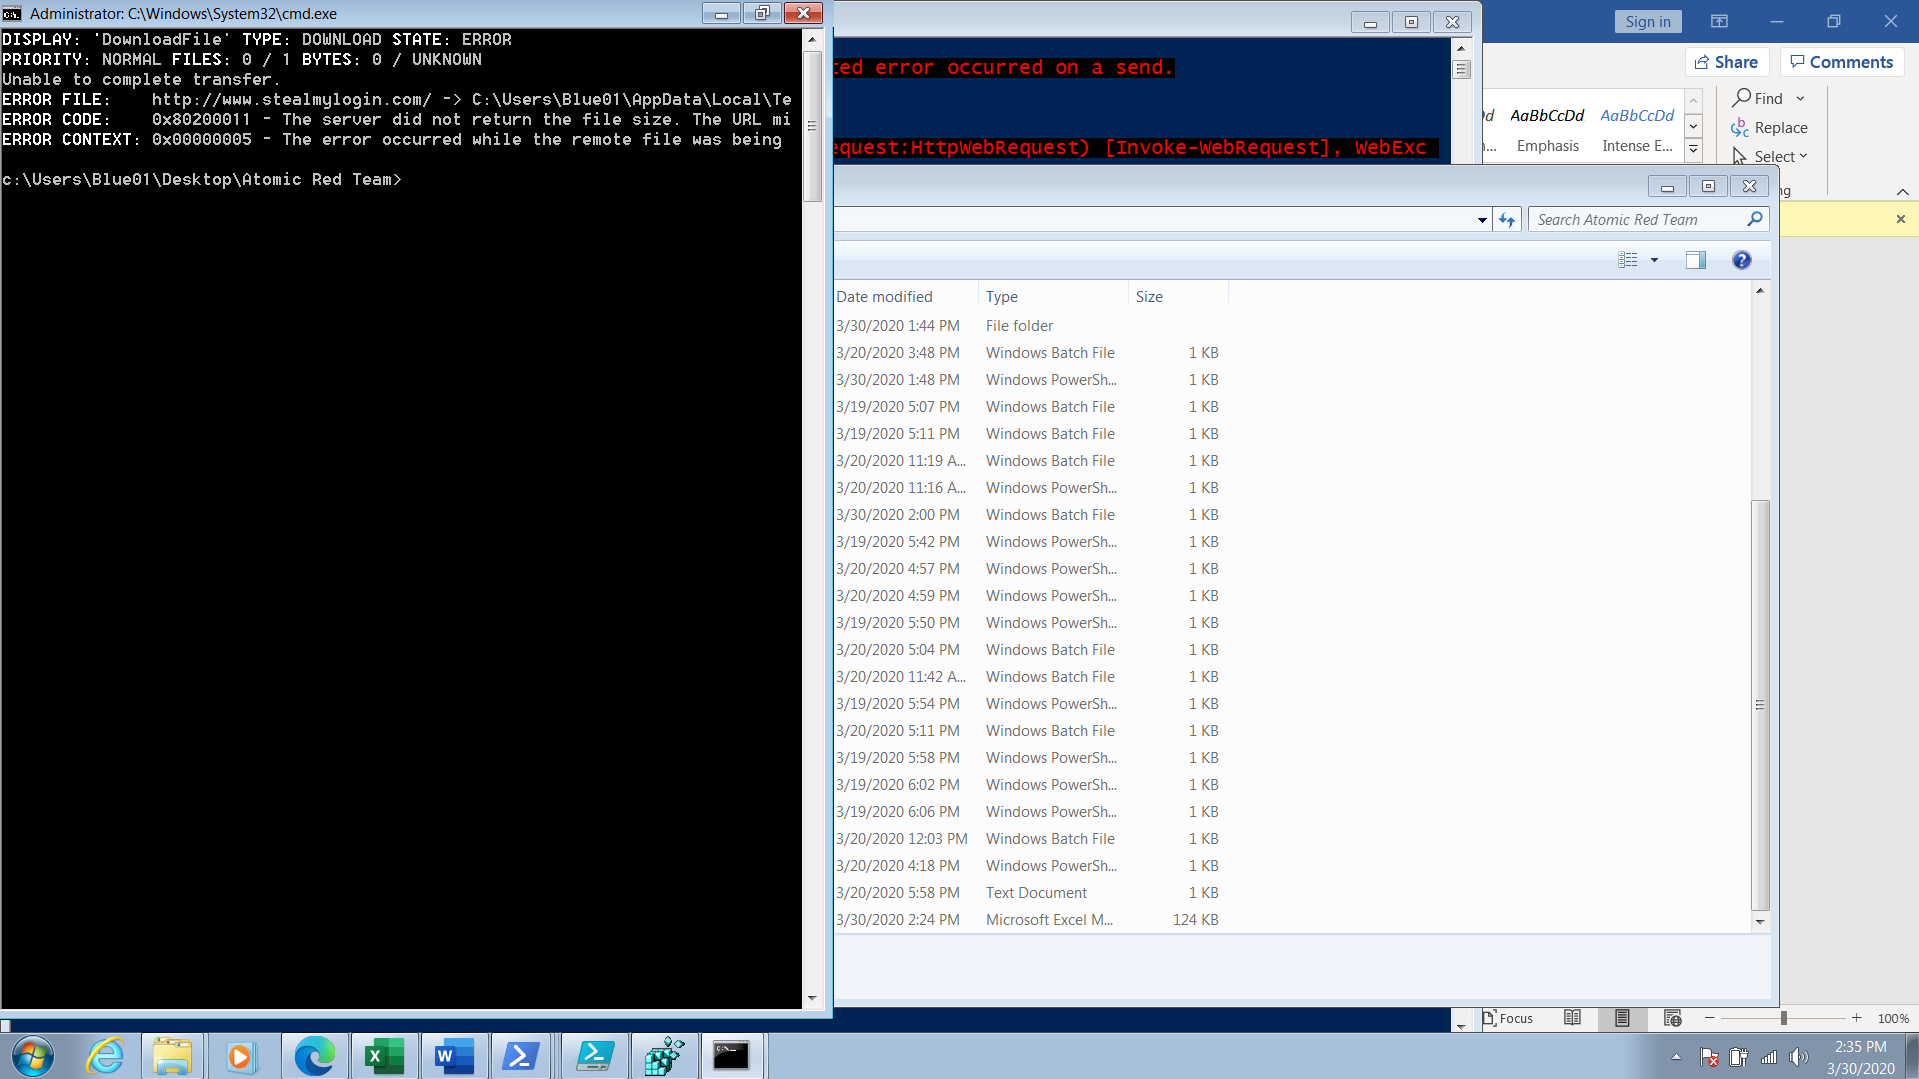 Administrator: C:\Windows\System32\cmd.exe
DISPLAY: 'DownloadFile' TYPE: DOWNLOAD STATE: ERROR
PRIORITY: NORMAL FILES: 0 / 1 BYTES: 0 / UNKNOWN
Unable to complete transfer.
ERROR FILE:    http://www.stealmylogin.com/ -> C:\Users\Blue01\AppData\Local\Te
ERROR CODE:    0x80200011 - The server did not return the file size. The URL mi
ERROR CONTEXT: 0x00000005 - The error occurred while the remote file was being
c:\Users\Blue01\Desktop\Atomic Red Team>
ted error occurred on a send.
equest:HttpWebRequest) [Invoke-WebRequest], WebExc
Sign in
Share
Comments
AaBbCcDd
AaBbCcDd
Emphasis
Intense E...
Find
Replace
Select
ng
Search Atomic Red Team
Date modified Type Size
3/30/2020 1:44 PM File folder
3/20/2020 3:48 PM Windows Batch File 1 KB
3/30/2020 1:48 PM Windows PowerSh... 1 KB
3/19/2020 5:07 PM Windows Batch File 1 KB
3/19/2020 5:11 PM Windows Batch File 1 KB
3/20/2020 11:19 A... Windows Batch File 1 KB
3/20/2020 11:16 A... Windows PowerSh... 1 KB
3/30/2020 2:00 PM Windows Batch File 1 KB
3/19/2020 5:42 PM Windows PowerSh... 1 KB
3/20/2020 4:57 PM Windows PowerSh... 1 KB
3/20/2020 4:59 PM Windows PowerSh... 1 KB
3/19/2020 5:50 PM Windows PowerSh... 1 KB
3/20/2020 5:04 PM Windows Batch File 1 KB
3/20/2020 11:42 A... Windows Batch File 1 KB
3/19/2020 5:54 PM Windows PowerSh... 1 KB
3/20/2020 5:11 PM Windows Batch File 1 KB
3/19/2020 5:58 PM Windows PowerSh... 1 KB
3/19/2020 6:02 PM Windows PowerSh... 1 KB
3/19/2020 6:06 PM Windows PowerSh... 1 KB
3/20/2020 12:03 PM Windows Batch File 1 KB
3/20/2020 4:18 PM Windows PowerSh... 1 KB
3/20/2020 5:58 PM Text Document 1 KB
3/30/2020 2:24 PM Microsoft Excel M... 124 KB
Focus
100%
2:35 PM
3/30/2020